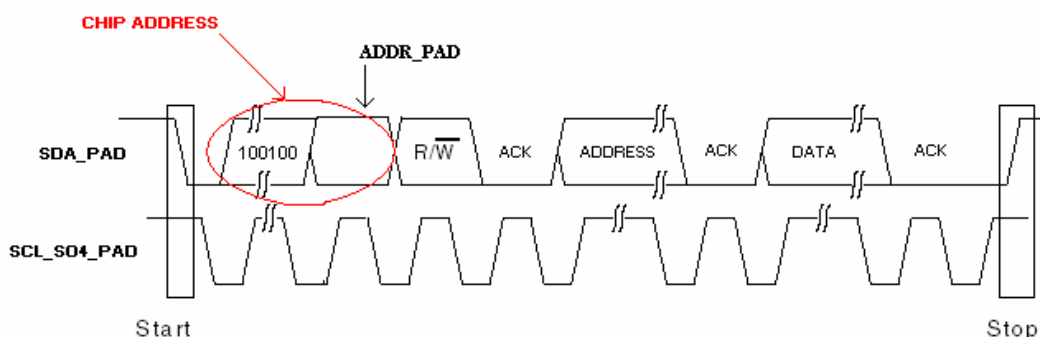 CHIP ADDRESS
ADDR_PAD
SDA_PAD
100100
R/W̅
ACK
ADDRESS
ACK
DATA
ACK
SCL_SO4_PAD
Start
Stop